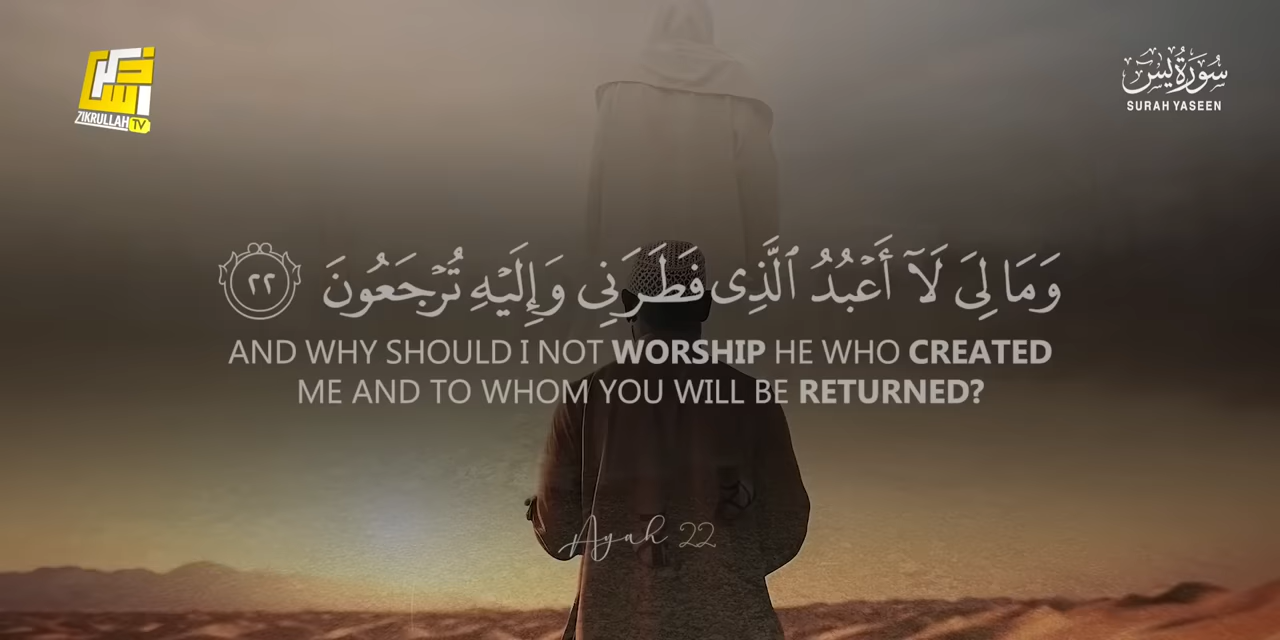 ذكر الله
ZIKRULLAH TV
سُورَةُ يس
SURAH YASEEN
وَمَا لِىَ لَآ أَعْبُدُ ٱلَّذِى فَطَرَنِى وَإِلَيْهِ تُرْجَعُونَ ٢٢
AND WHY SHOULD I NOT WORSHIP HE WHO CREATED
ME AND TO WHOM YOU WILL BE RETURNED?
Ayah 22